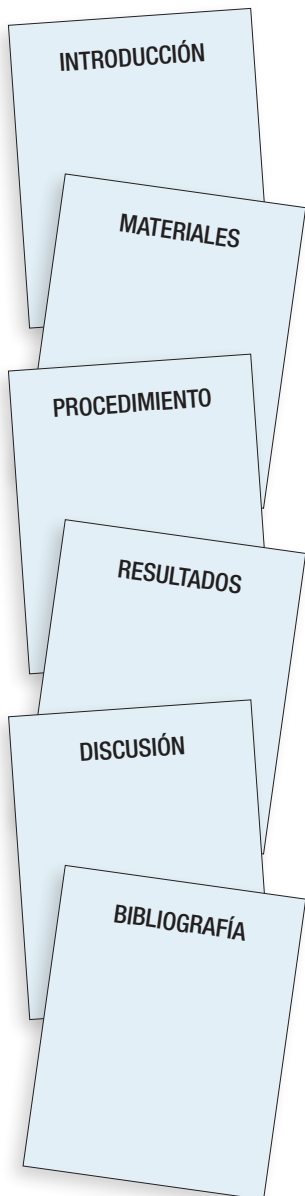 INTRODUCCIÓN
MATERIALES
PROCEDIMIENTO
RESULTADOS
DISCUSIÓN
BIBLIOGRAFÍA